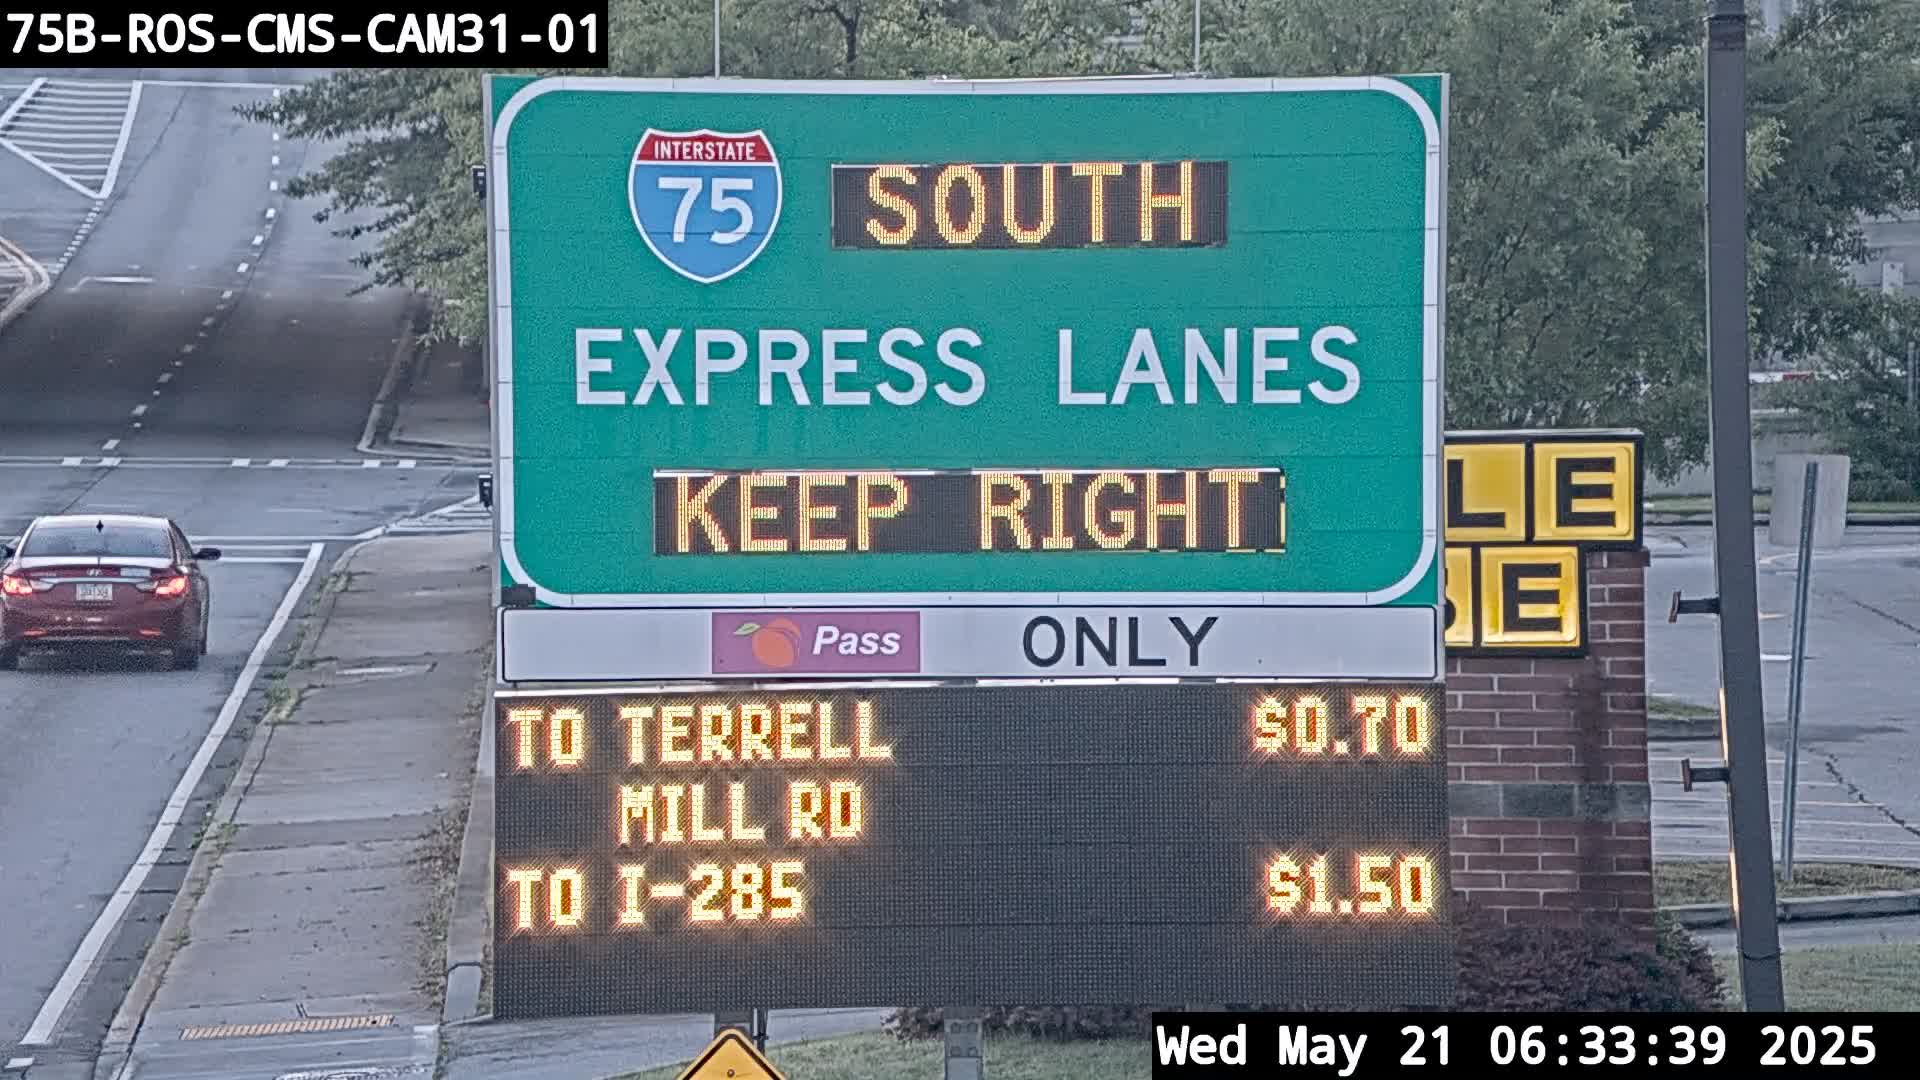 75B-ROS-CMS-CAM31-01
INTERSTATE
75
SOUTH
EXPRESS LANES
KEEP RIGHT
Pass ONLY
TO TERRELL $0.70
MILL RD
TO I-285 $1.50
LE
E
Wed May 21 06:33:39 2025